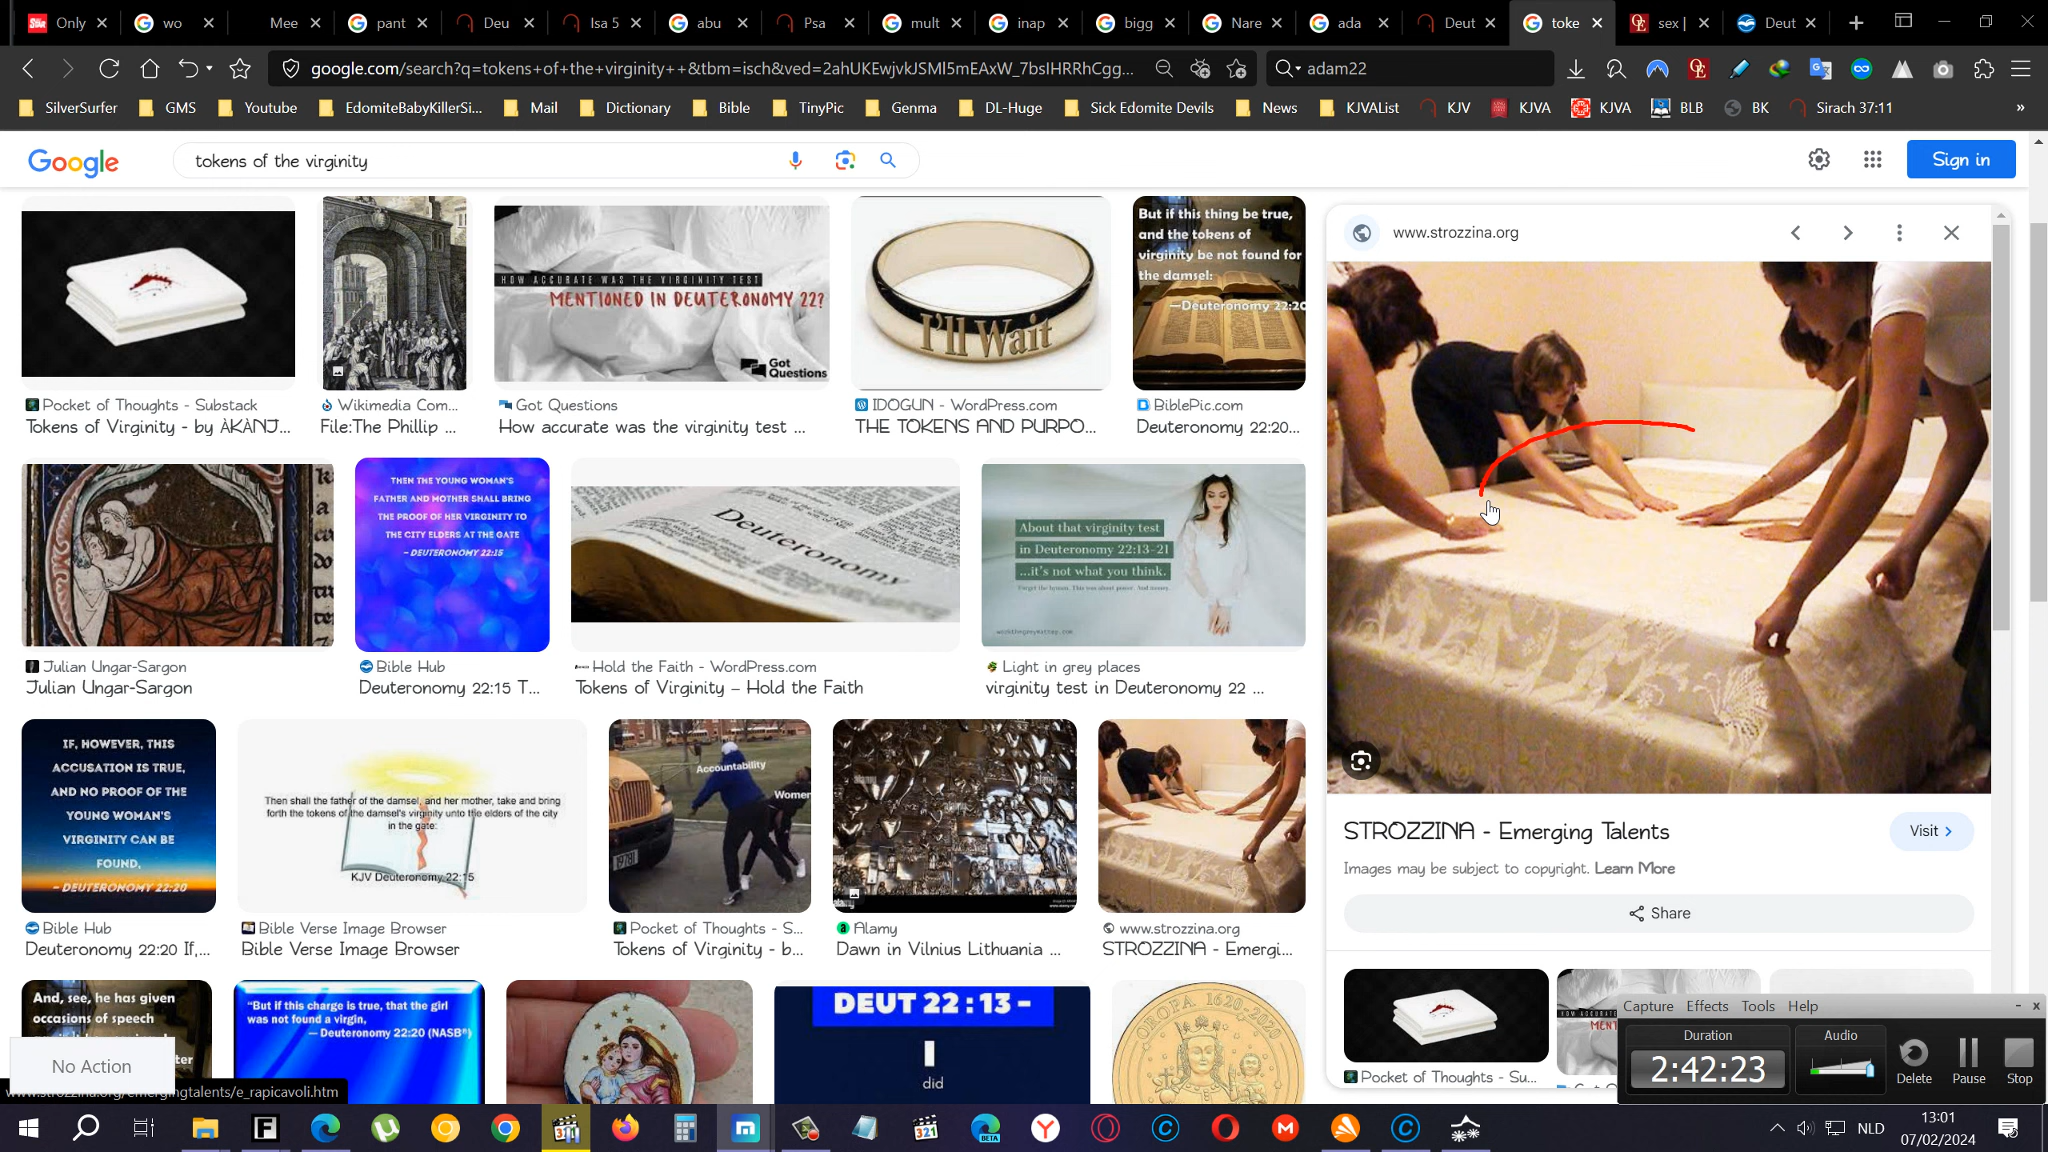 Only
wo
Mee
pant
Deu
Isa 5
abu
Psa
mult
inap
bigg
Nare
ada
Deut
toke
sex |
Deut
google.com/search?q=tokens+of+the+virginity++&tbm=isch&ved=2ahUKEwjvkJSMl5mEAxW_7bsIHRRhCgg...
adam22
SilverSurfer
GMS
Youtube
EdomiteBabyKillerSi...
Mail
Dictionary
Bible
TinyPic
Genma
DL-Huge
Sick Edomite Devils
News
KJVAList
KJV
KJVA
KJVA
BLB
BK
Sirach 37:11
»
Google
tokens of the virginity
Sign in
HOW ACCURATE WAS THE VIRGINITY TEST
MENTIONED IN DEUTERONOMY 22?
Got
Questions
I'll Wait
But if this thing be true,
and the tokens of
virginity be not found for
the damsel:
—Deuteronomy 22:20
www.strozzina.org
Pocket of Thoughts - Substack
Tokens of Virginity - by ÀKÀNJ...
Wikimedia Com...
File:The Phillip ...
Got Questions
How accurate was the virginity test ...
IDOGUN - WordPress.com
THE TOKENS AND PURPO...
BiblePic.com
Deuteronomy 22:20...
THEN THE YOUNG WOMAN'S
FATHER AND MOTHER SHALL BRING
THE PROOF OF HER VIRGINITY TO
THE CITY ELDERS AT THE GATE
- DEUTERONOMY 22:15
Deuteronomy
About that virginity test
in Deuteronomy 22:13-21
...it's not what you think.
Julian Ungar-Sargon
Julian Ungar-Sargon
Bible Hub
Deuteronomy 22:15 T...
Hold the Faith - WordPress.com
Tokens of Virginity – Hold the Faith
Light in grey places
virginity test in Deuteronomy 22 ...
IF, HOWEVER, THIS
ACCUSATION IS TRUE,
AND NO PROOF OF THE
YOUNG WOMAN'S
VIRGINITY CAN BE
FOUND,
- DEUTERONOMY 22:20
Then shall the father of the damsel, and her mother, take and bring
forth the tokens of the damsel's virginity unto the elders of the city
in the gate:
KJV Deuteronomy 22:15
Accountability
Women
19781
alamy
Bible Hub
Deuteronomy 22:20 If,...
Bible Verse Image Browser
Bible Verse Image Browser
Pocket of Thoughts - S...
Tokens of Virginity - b...
Alamy
Dawn in Vilnius Lithuania ...
www.strozzina.org
STROZZINA - Emergi...
STROZZINA - Emerging Talents
Visit
Images may be subject to copyright. Learn More
Share
Pocket of Thoughts - Su...
And, see, he has given
occasions of speech
"But if this charge is true, that the girl
was not found a virgin,
— Deuteronomy 22:20 (NASB®)
DEUT 22:13-
I
did
OROPA 1620-2020
No Action
www.strozzina.org/emergingtalents/e_rapicavoli.htm
Capture Effects Tools Help
Duration
2:42:23
Audio
Delete
Pause
Stop
321
BETA
NLD
13:01
07/02/2024